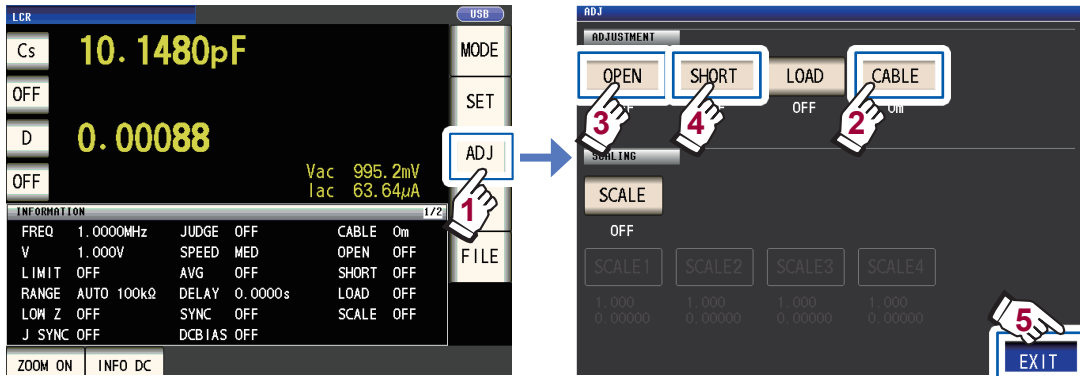 LCR
USB
Cs 10.1480pF
MODE
OFF
SET
D 0.00088
ADJ
OFF
Vac 995.2mV
Iac 63.64μA
1
INFORMATION 1/2
FREQ 1.0000MHz JUDGE OFF CABLE 0m
V 1.000V SPEED MED OPEN OFF
LIMIT OFF AVG OFF SHORT OFF
RANGE AUTO 100kΩ DELAY 0.0000s LOAD OFF
LOW Z OFF SYNC OFF SCALE OFF
J SYNC OFF DCBIAS OFF
FILE
ZOOM ON INFO DC
ADJ
ADJUSTMENT
OPEN SHORT LOAD CABLE
OFF 0m
3 4 2
SCALING
SCALE
OFF
SCALE1 SCALE2 SCALE3 SCALE4
1.000 1.000 1.000 1.000
0.00000 0.00000 0.00000 0.00000
5
EXIT